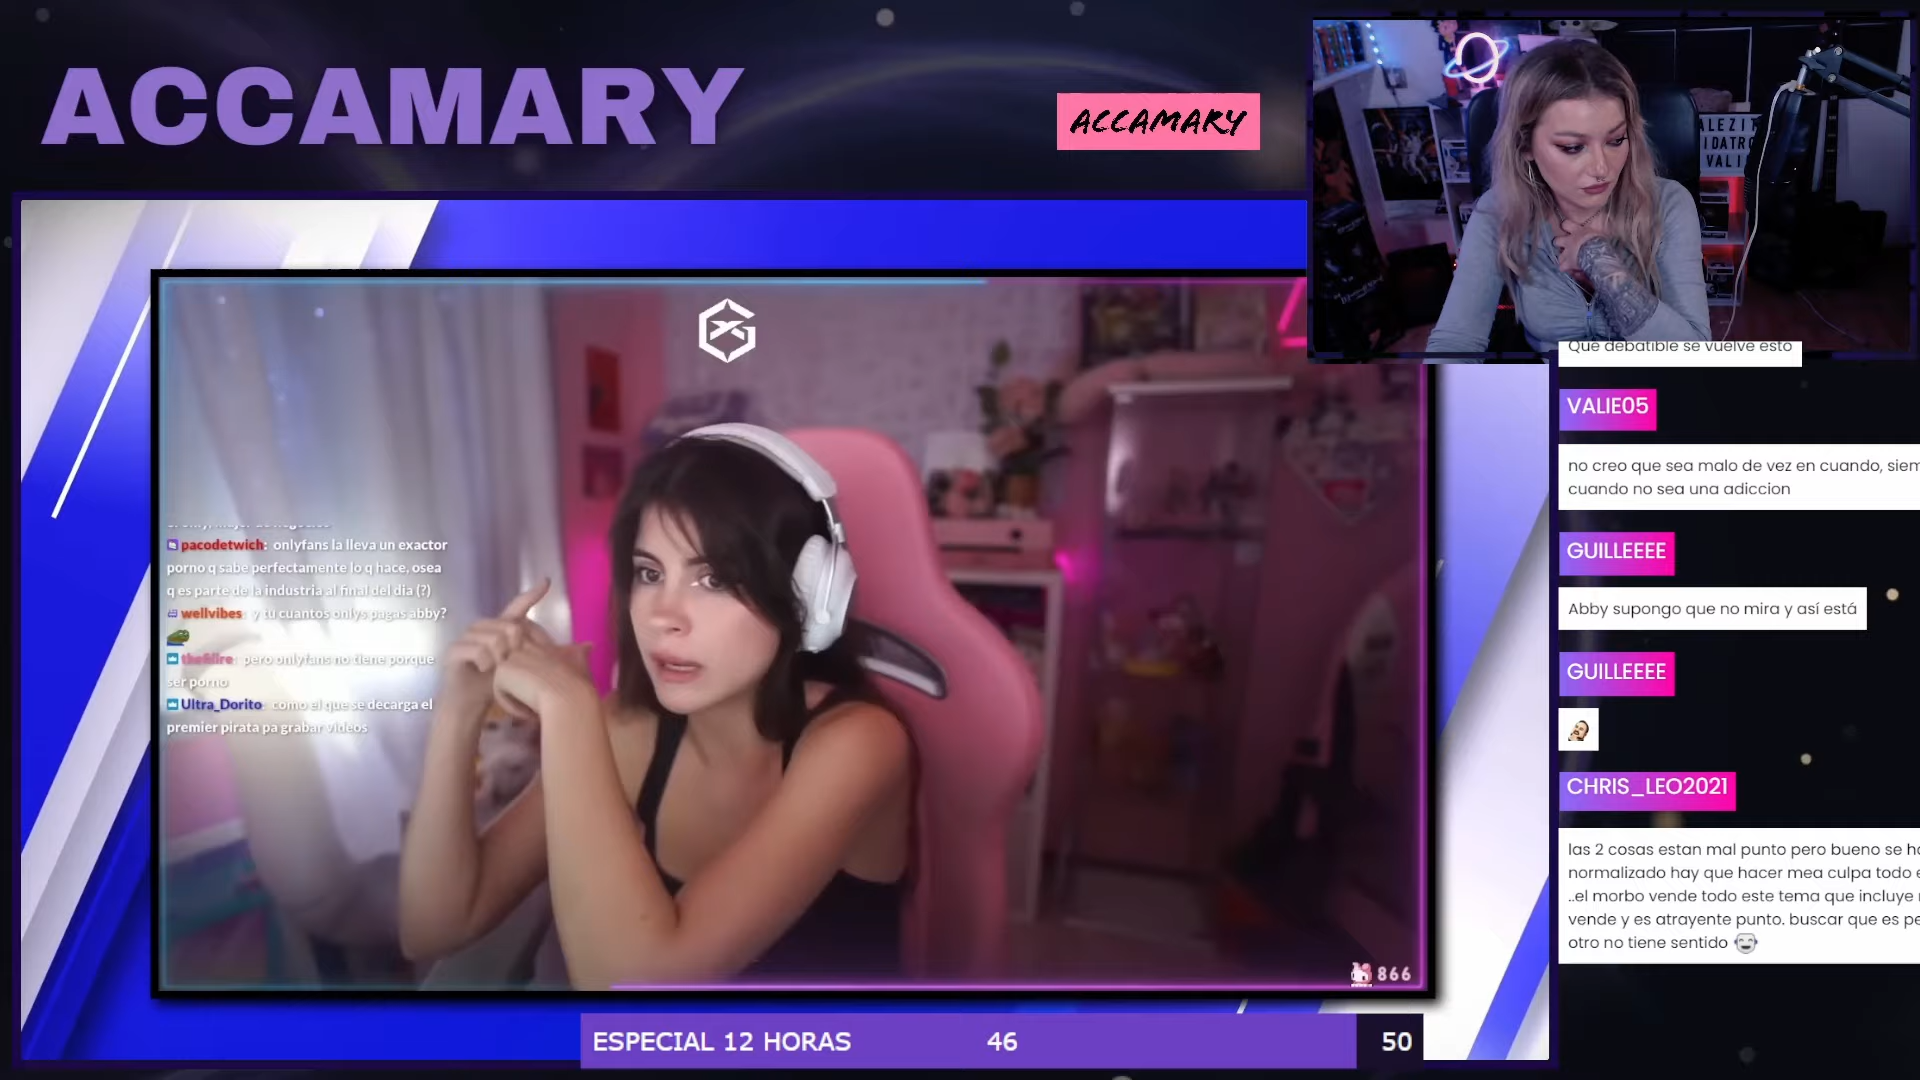 ACCAMARY
ACCAMARY
ALEZIT
IDATRO
VALI
pacodetwich: onlyfans la lleva un exactor
porno q sabe perfectamente lo q hace, osea
q es parte de la industria al final del dia (?)
wellvibes: y tu cuantos onlys pagas abby?
pero onlyfans no tiene porque
ser porno
Ultra_Dorito: como el que se decarga el
premier pirata pa grabar videos
866
ESPECIAL 12 HORAS 46 50
Que debatible se vuelve esto
VALIE05
no creo que sea malo de vez en cuando, siem
cuando no sea una adiccion
GUILLEEEE
Abby supongo que no mira y así está
GUILLEEEE
CHRIS_LEO2021
las 2 cosas estan mal punto pero bueno se ha
normalizado hay que hacer mea culpa todo e
..el morbo vende todo este tema que incluye
vende y es atrayente punto. buscar que es pe
otro no tiene sentido